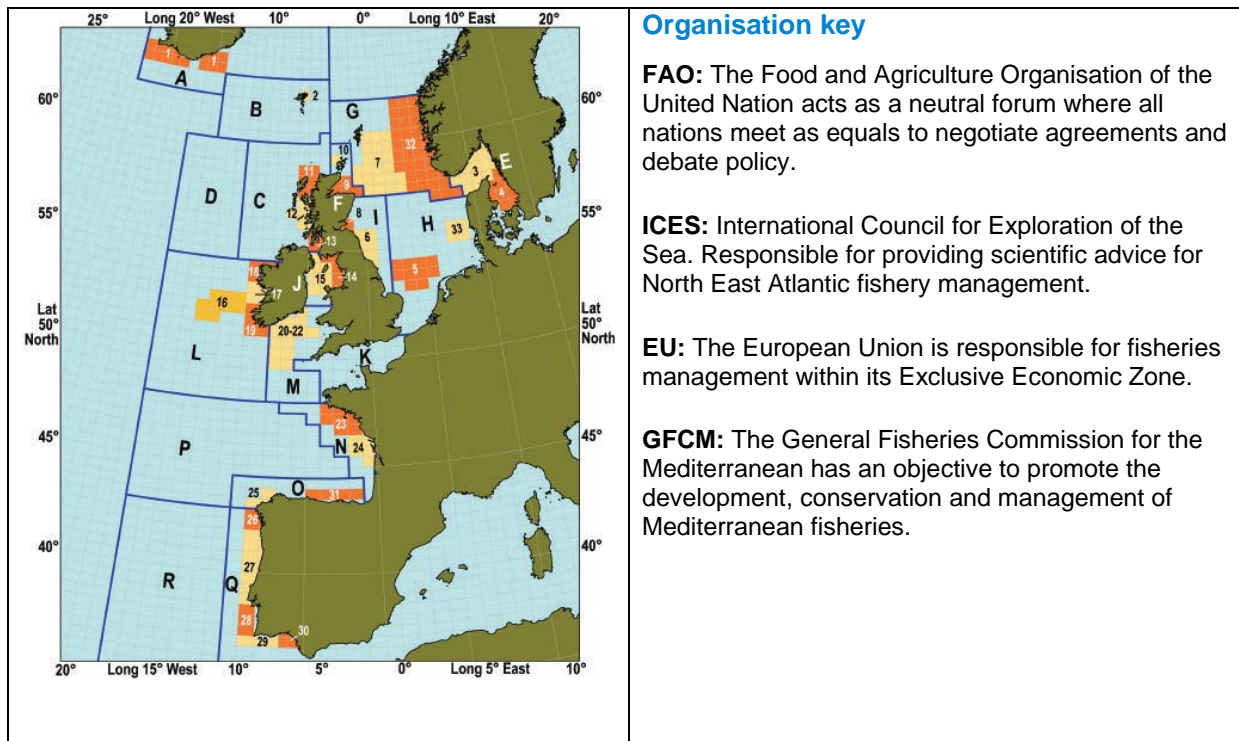 25° Long 20° West 10° 0° Long 10° East 20°
1 1
A
60° B 2 G 60°
10 7 32 3 E
D C 11 9 4
55° 12 F 8 I H 33 55°
13 6
18 5
J 15 14
16 17
Lat 50° North 19 20-22 Lat 50° North
L K
M
45° 23 45°
P N 24
25 O 31
26
40° 27 40°
R Q
28
29 30
20° Long 15° West 10° 5° 0° Long 5° East 10°
Organisation key
FAO: The Food and Agriculture Organisation of the
United Nation acts as a neutral forum where all
nations meet as equals to negotiate agreements and
debate policy.
ICES: International Council for Exploration of the
Sea. Responsible for providing scientific advice for
North East Atlantic fishery management.
EU: The European Union is responsible for fisheries
management within its Exclusive Economic Zone.
GFCM: The General Fisheries Commission for the
Mediterranean has an objective to promote the
development, conservation and management of
Mediterranean fisheries.